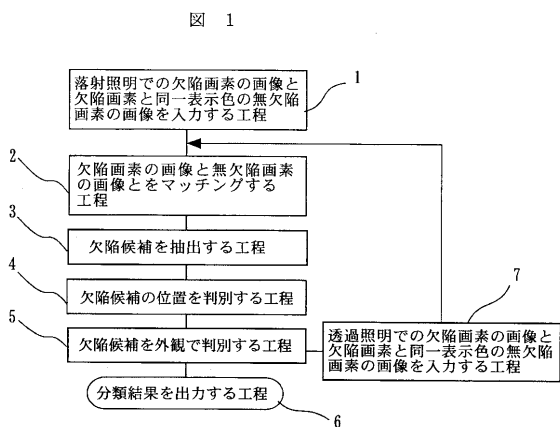 図 1
落射照明での欠陥画素の画像と
欠陥画素と同一表示色の無欠陥
画素の画像を入力する工程
1
2
欠陥画素の画像と無欠陥画素
の画像とをマッチングする
工程
3
欠陥候補を抽出する工程
4
欠陥候補の位置を判別する工程
5
欠陥候補を外観で判別する工程
7
透過照明での欠陥画素の画像と
欠陥画素と同一表示色の無欠陥
画素の画像を入力する工程
分類結果を出力する工程
6